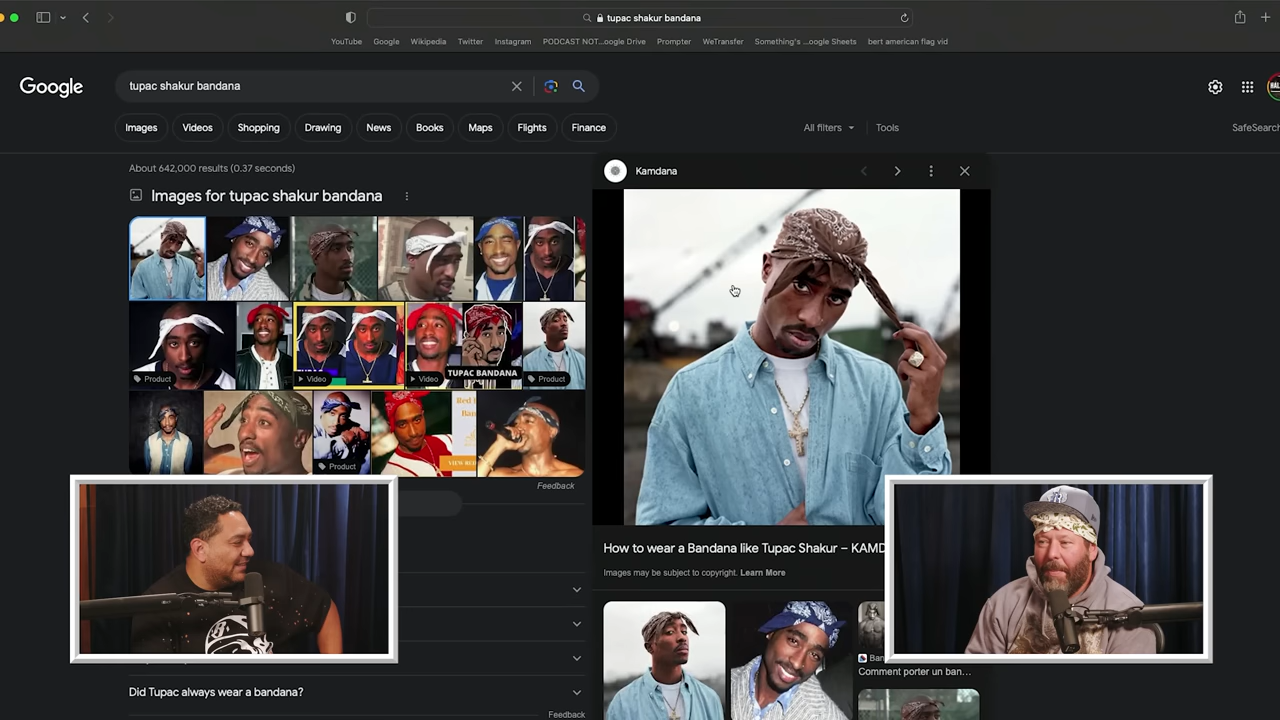 tupac shakur bandana
YouTube Google Wikipedia Twitter Instagram PODCAST NOT...oogle Drive Prompter WeTransfer Something's ...oogle Sheets bert american flag vid
Google
tupac shakur bandana
Images Videos Shopping Drawing News Books Maps Flights Finance
All filters Tools
SafeSearch
About 642,000 results (0.37 seconds)
Images for tupac shakur bandana
Product
Video
Video
TUPAC BANDANA
Product
Product
Feedback
Did Tupac always wear a bandana?
Feedback
Kamdana
How to wear a Bandana like Tupac Shakur – KAMD
Images may be subject to copyright. Learn More
Ban
Comment porter un ban...